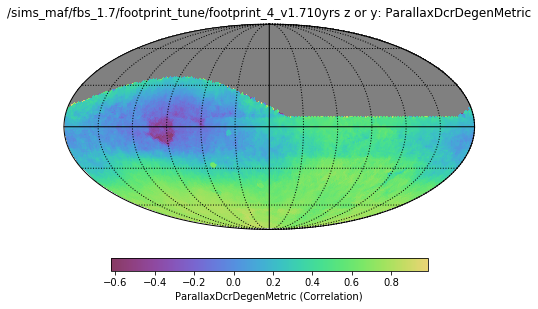 /sims_maf/fbs_1.7/footprint_tune/footprint_4_v1.710yrs z or y: ParallaxDcrDegenMetric
−0.6 −0.4 −0.2 0.0 0.2 0.4 0.6 0.8
ParallaxDcrDegenMetric (Correlation)